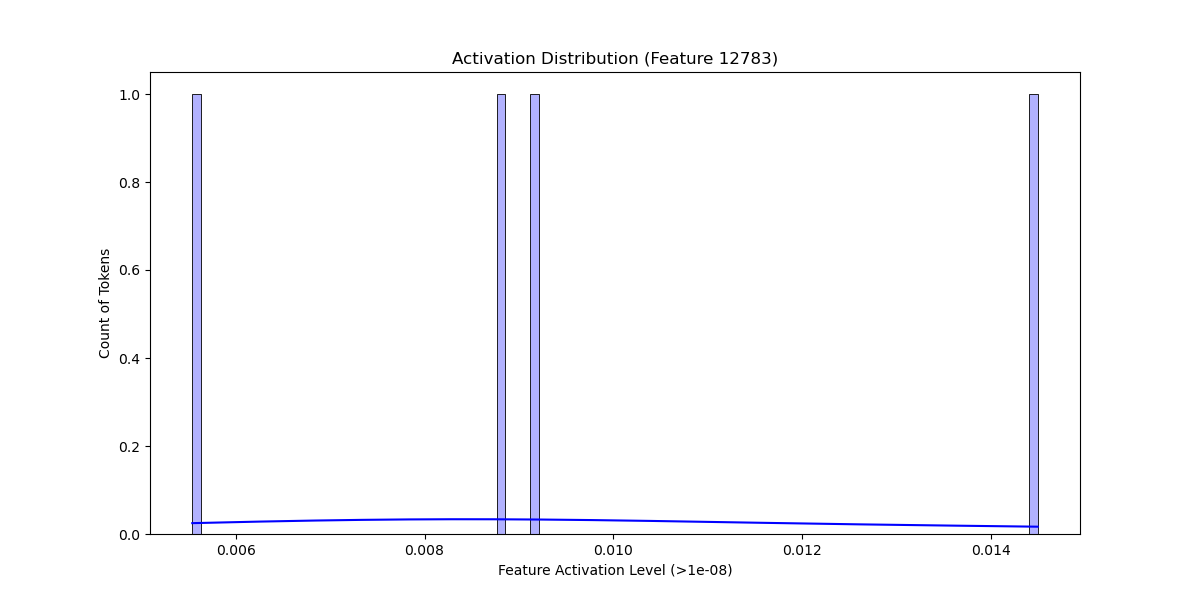 Activation Distribution (Feature 12783)
1.0
0.8
0.6
0.4
0.2
0.0
Count of Tokens
0.006 0.008 0.010 0.012 0.014
Feature Activation Level (>1e-08)